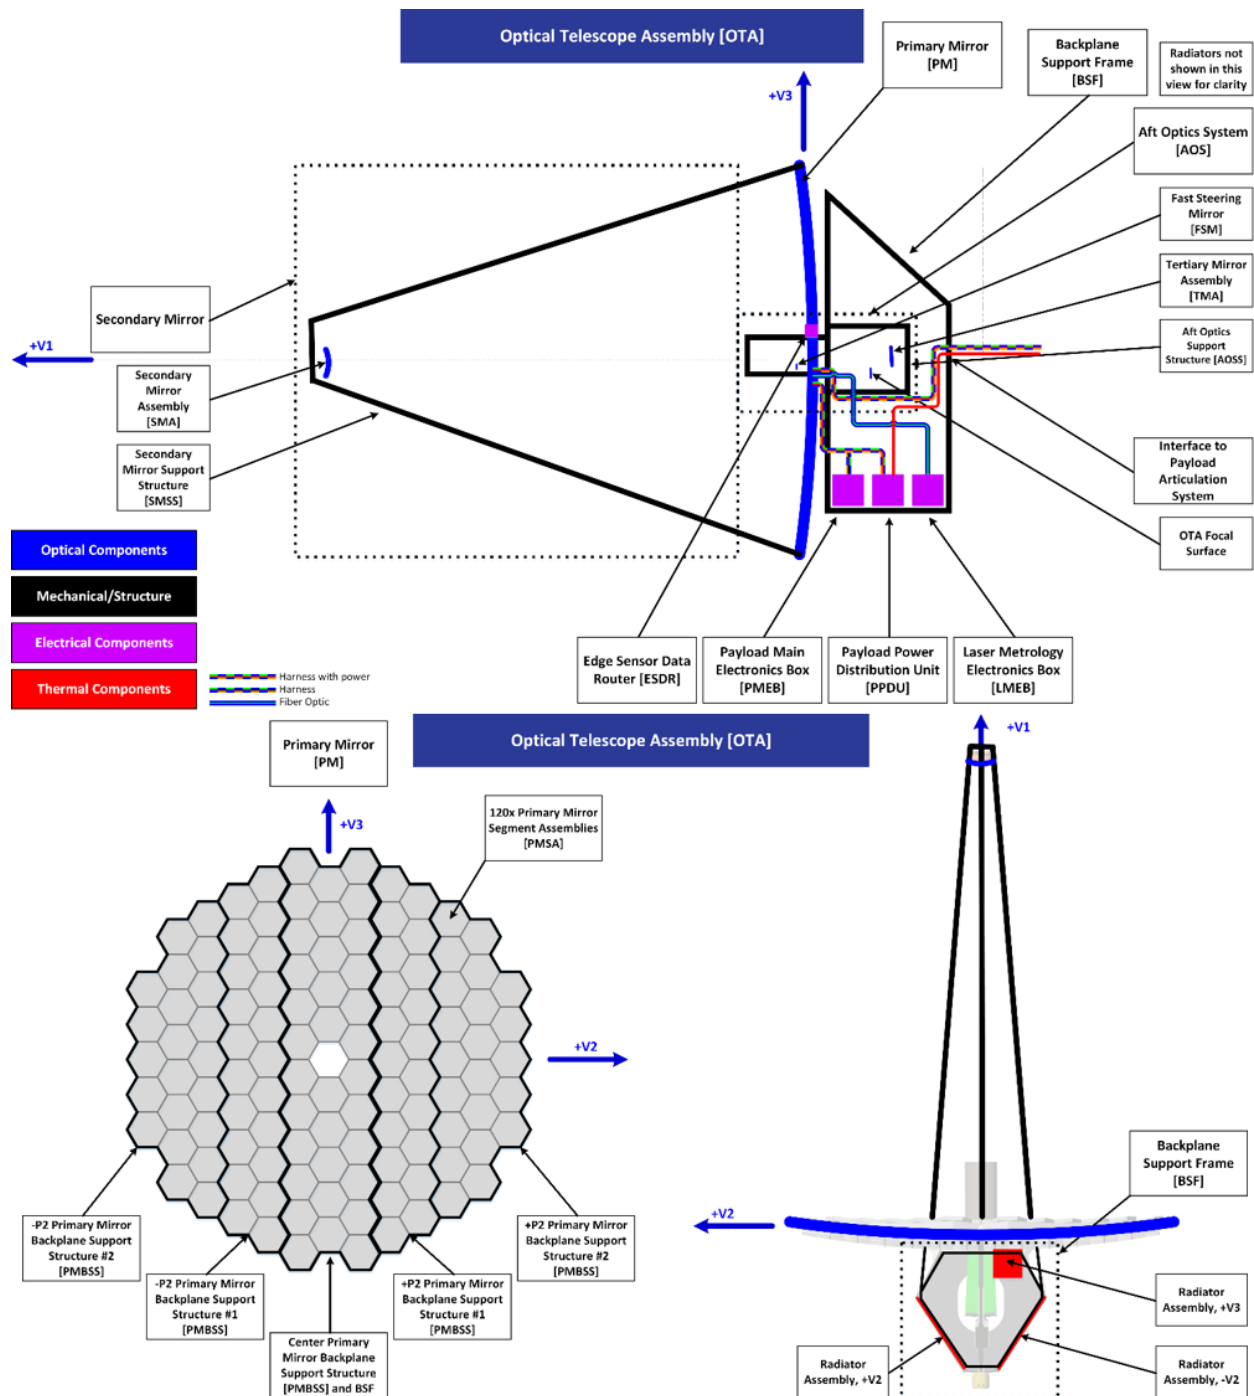 Optical Telescope Assembly [OTA]
Primary Mirror
[PM]
Backplane
Support Frame
[BSF]
Radiators not
shown in this
view for clarity
+V3
Aft Optics System
[AOS]
Fast Steering
Mirror
[FSM]
Tertiary Mirror
Assembly
[TMA]
Aft Optics
Support
Structure [AOSS]
Secondary Mirror
+V1
Secondary
Mirror
Assembly
[SMA]
Secondary
Mirror Support
Structure
[SMSS]
Interface to
Payload
Articulation
System
OTA Focal
Surface
Optical Components
Mechanical/Structure
Electrical Components
Thermal Components
Harness with power
Harness
Fiber Optic
Edge Sensor Data
Router [ESDR]
Payload Main
Electronics Box
[PMEB]
Payload Power
Distribution Unit
[PPDU]
Laser Metrology
Electronics Box
[LMEB]
Optical Telescope Assembly [OTA]
Primary Mirror
[PM]
+V3
120x Primary Mirror
Segment Assemblies
[PMSA]
+V2
-P2 Primary Mirror
Backplane Support
Structure #2
[PMBSS]
-P2 Primary Mirror
Backplane Support
Structure #1
[PMBSS]
Center Primary
Mirror Backplane
Support Structure
[PMBSS] and BSF
+P2 Primary Mirror
Backplane Support
Structure #1
[PMBSS]
+P2 Primary Mirror
Backplane Support
Structure #2
[PMBSS]
+V1
+V2
Backplane
Support Frame
[BSF]
Radiator
Assembly, +V3
Radiator
Assembly, +V2
Radiator
Assembly, -V2